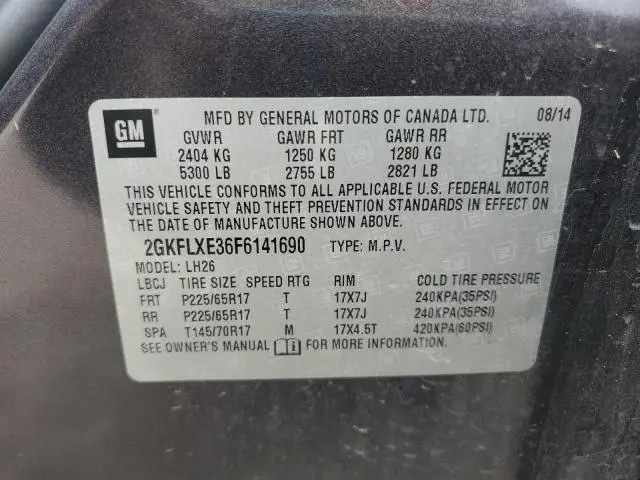 GM
MFD BY GENERAL MOTORS OF CANADA LTD. 08/14
GVWR GAWR FRT GAWR RR
2404 KG 1250 KG 1280 KG
5300 LB 2755 LB 2821 LB
THIS VEHICLE CONFORMS TO ALL APPLICABLE U.S. FEDERAL MOTOR
VEHICLE SAFETY AND THEFT PREVENTION STANDARDS IN EFFECT ON
THE DATE OF MANUFACTURE SHOWN ABOVE.
2GKFLXE36F6141690 TYPE: M.P.V.
MODEL: LH26
LBCJ TIRE SIZE SPEED RTG RIM COLD TIRE PRESSURE
FRT P225/65R17 T 17X7J 240KPA(35PSI)
RR P225/65R17 T 17X7J 240KPA(35PSI)
SPA T145/70R17 M 17X4.5T 420KPA(60PSI)
SEE OWNER'S MANUAL FOR MORE INFORMATION.